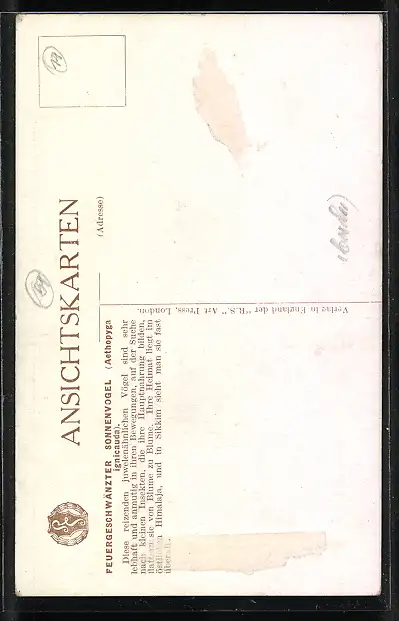 ANSICHTSKARTEN
(Adresse)
FEUERGESCHWÄNZTER SONNENVOGEL (Aethopyga
ignicauda).
Diese reizenden juwelenähnlichen Vögel sind sehr
lebhaft und anmutig in ihren Bewegungen, auf der Suche
nach kleinen Insekten, die ihre Hauptnahrung bilden,
flattern sie von Blume zu Blume. Ihre Heimat liegt im
östlichen Himalaja, und in Sikkim sieht man sie fast
überall.
Verlag in England der "R.S." Art Press, London.